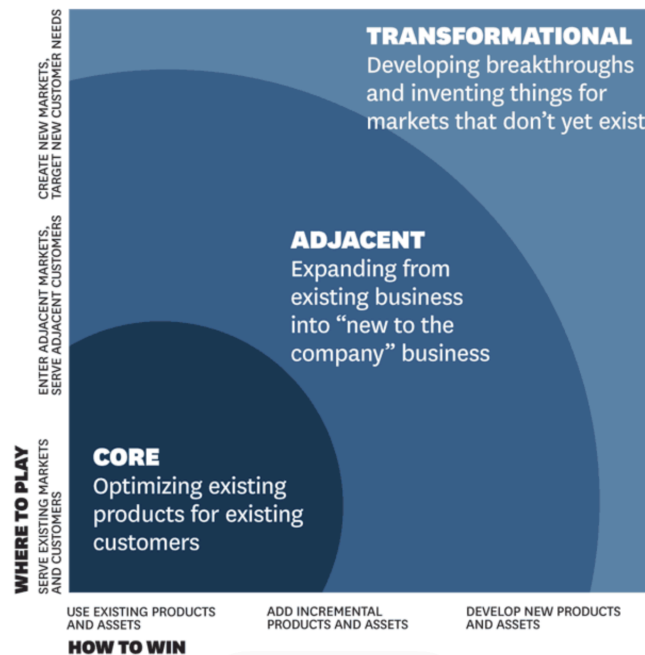 TRANSFORMATIONAL
Developing breakthroughs
and inventing things for
markets that don't yet exist
ADJACENT
Expanding from
existing business
into “new to the
company” business
CORE
Optimizing existing
products for existing
customers
WHERE TO PLAY
CREATE NEW MARKETS,
TARGET NEW CUSTOMER NEEDS
ENTER ADJACENT MARKETS,
SERVE ADJACENT CUSTOMERS
SERVE EXISTING MARKETS
AND CUSTOMERS
USE EXISTING PRODUCTS
AND ASSETS
ADD INCREMENTAL
PRODUCTS AND ASSETS
DEVELOP NEW PRODUCTS
AND ASSETS
HOW TO WIN